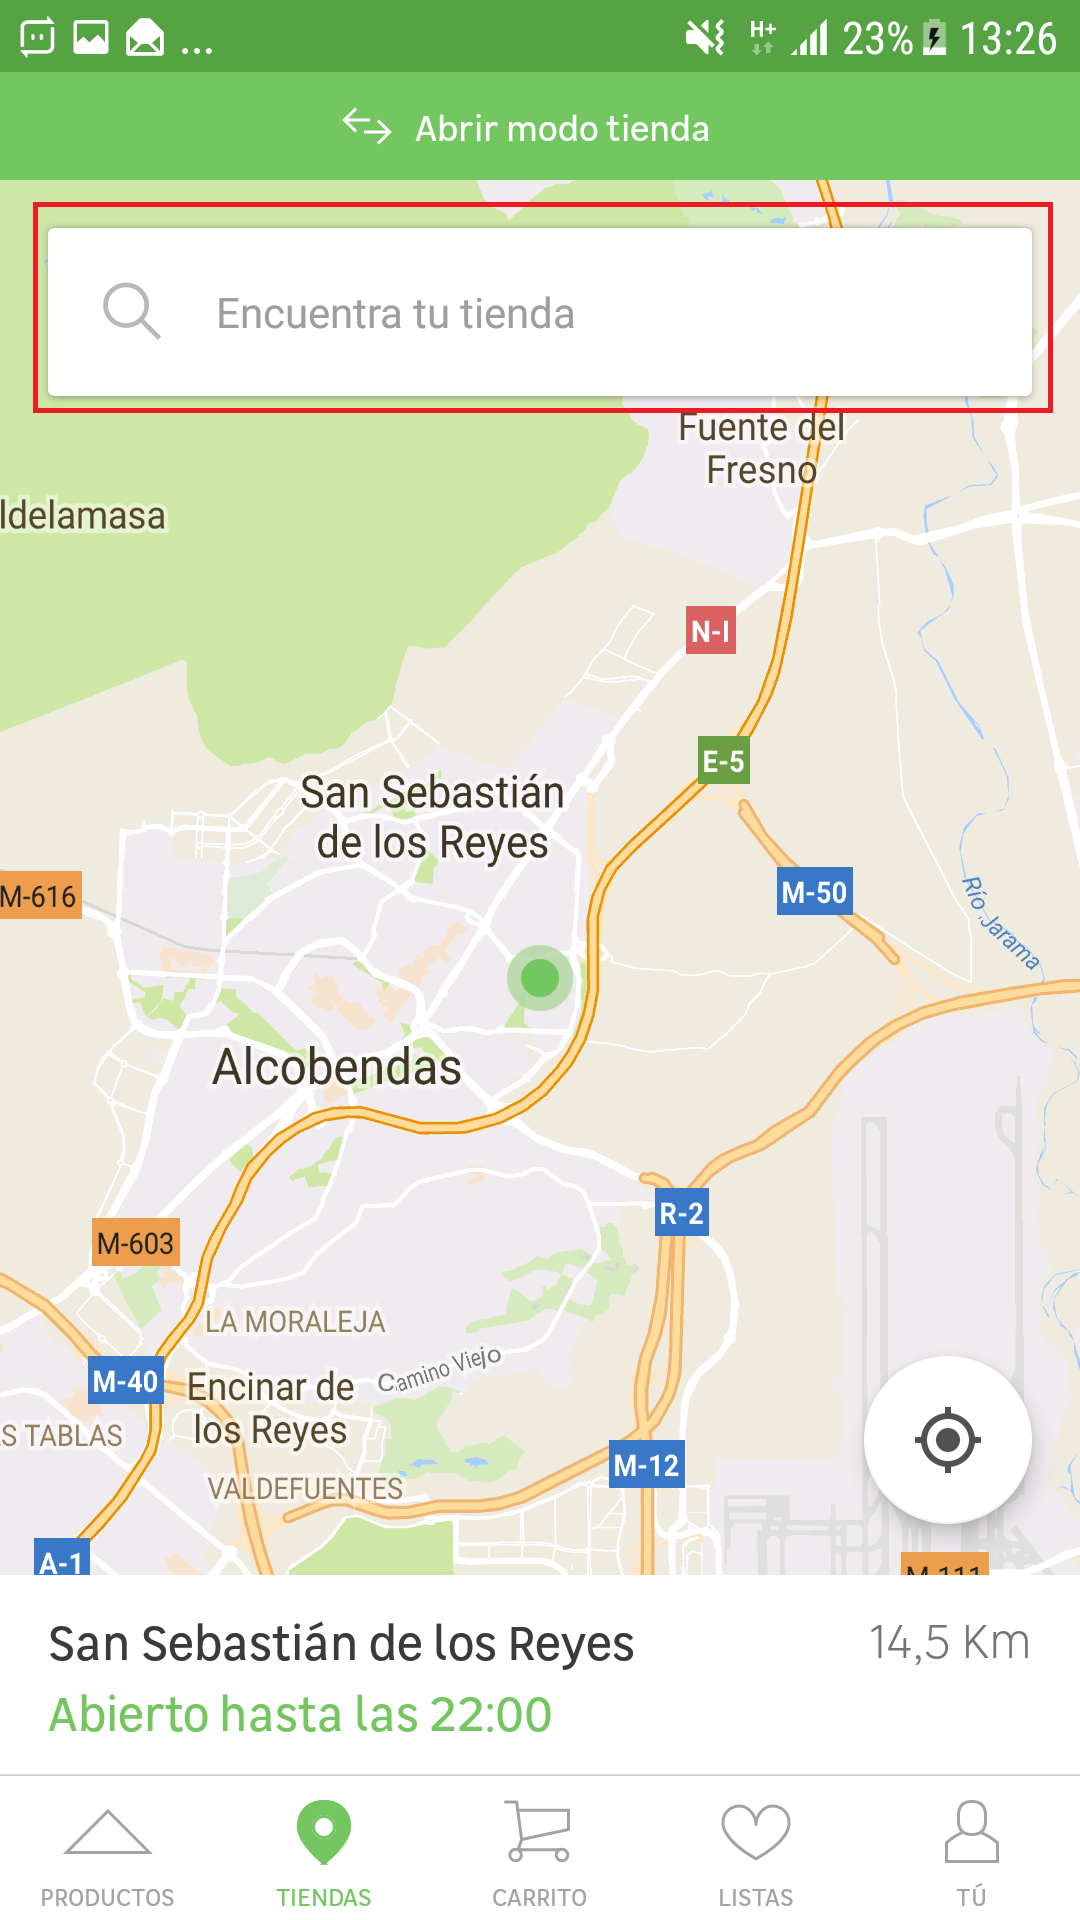 ...
H+
23%
13:26
Abrir modo tienda
Encuentra tu tienda
Fuente del
Fresno
ldelamasa
N-I
E-5
San Sebastián
de los Reyes
M-616
M-50
Río Jarama
Alcobendas
R-2
M-603
LA MORALEJA
Camino Viejo
M-40
Encinar de
los Reyes
S TABLAS
M-12
VALDEFUENTES
A-1
M-111
San Sebastián de los Reyes
14,5 Km
Abierto hasta las 22:00
PRODUCTOS
TIENDAS
CARRITO
LISTAS
TÚ